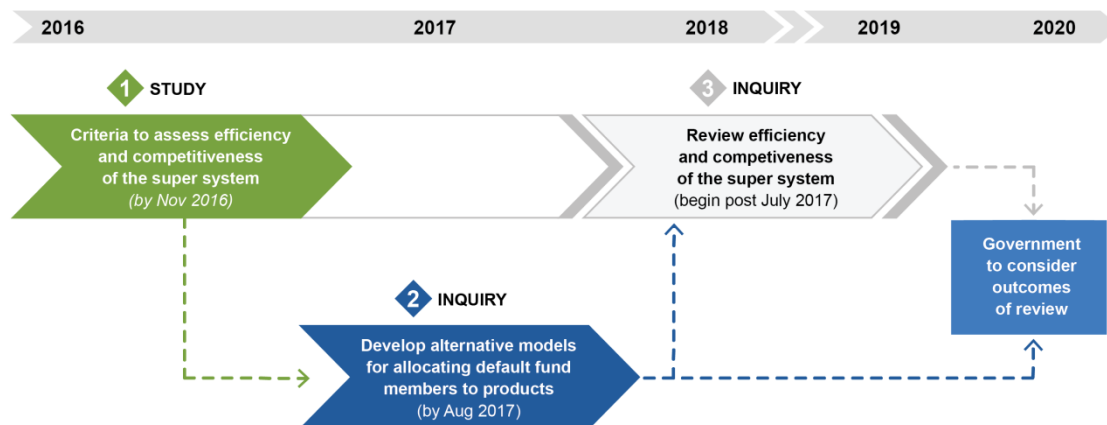 2016 2017 2018 2019 2020
1 STUDY
Criteria to assess efficiency
and competitiveness
of the super system
(by Nov 2016)
3 INQUIRY
Review efficiency
and competiveness
of the super system
(begin post July 2017)
Government
to consider
outcomes
of review
2 INQUIRY
Develop alternative models
for allocating default fund
members to products
(by Aug 2017)